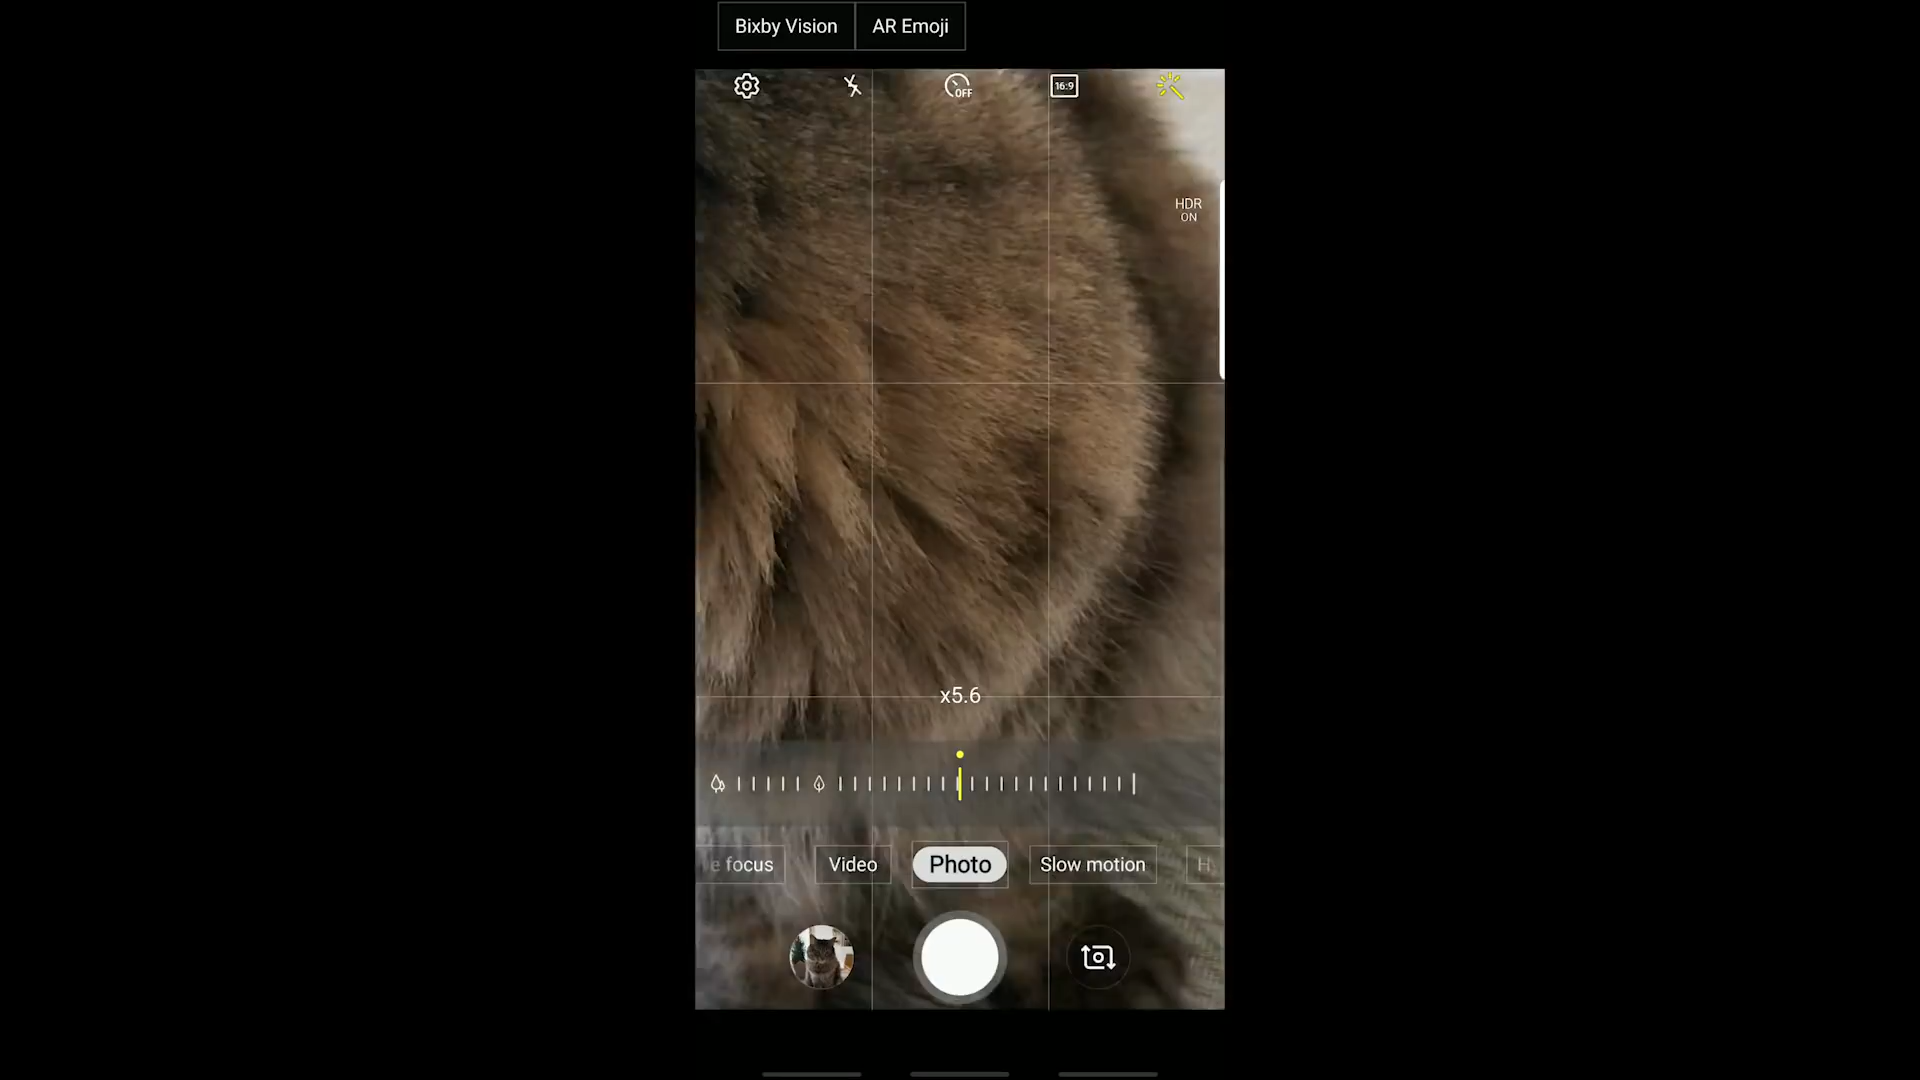 Bixby Vision
AR Emoji
OFF
16:9
HDR
ON
x5.6
e focus
Video
Photo
Slow motion
H